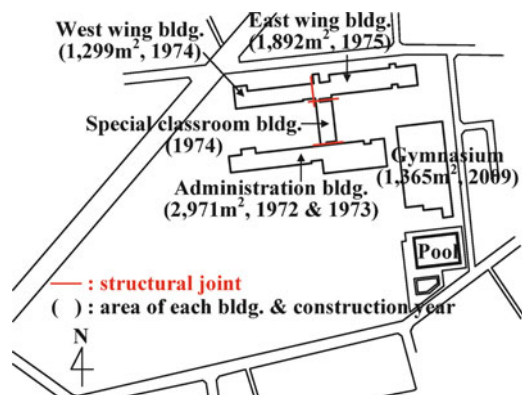 West wing bldg.
(1,299m², 1974)
East wing bldg.
(1,892m², 1975)
Special classroom bldg.
(1974)
Gymnasium
(1,365m², 2009)
Administration bldg.
(2,971m², 1972 & 1973)
Pool
— : structural joint
( ) : area of each bldg. & construction year
N